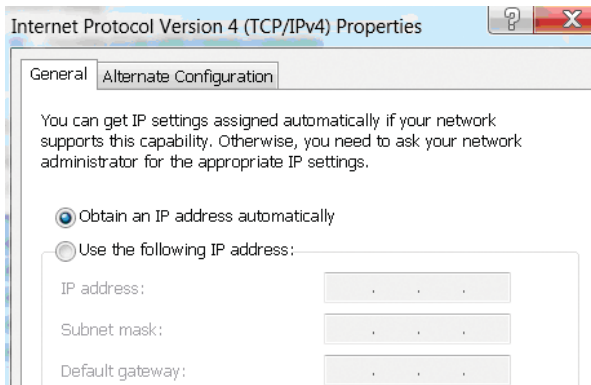 Internet Protocol Version 4 (TCP/IPv4) Properties
General Alternate Configuration
You can get IP settings assigned automatically if your network
supports this capability. Otherwise, you need to ask your network
administrator for the appropriate IP settings.
Obtain an IP address automatically
Use the following IP address:
IP address:
Subnet mask:
Default gateway: